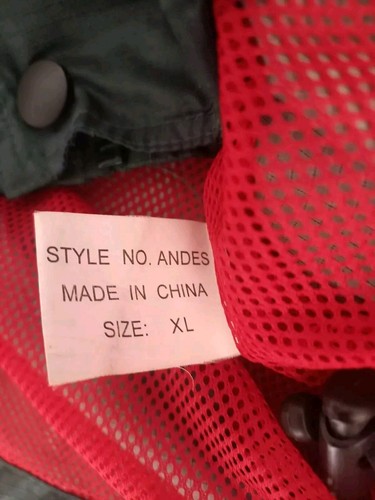 STYLE NO. ANDES
MADE IN CHINA
SIZE: XL